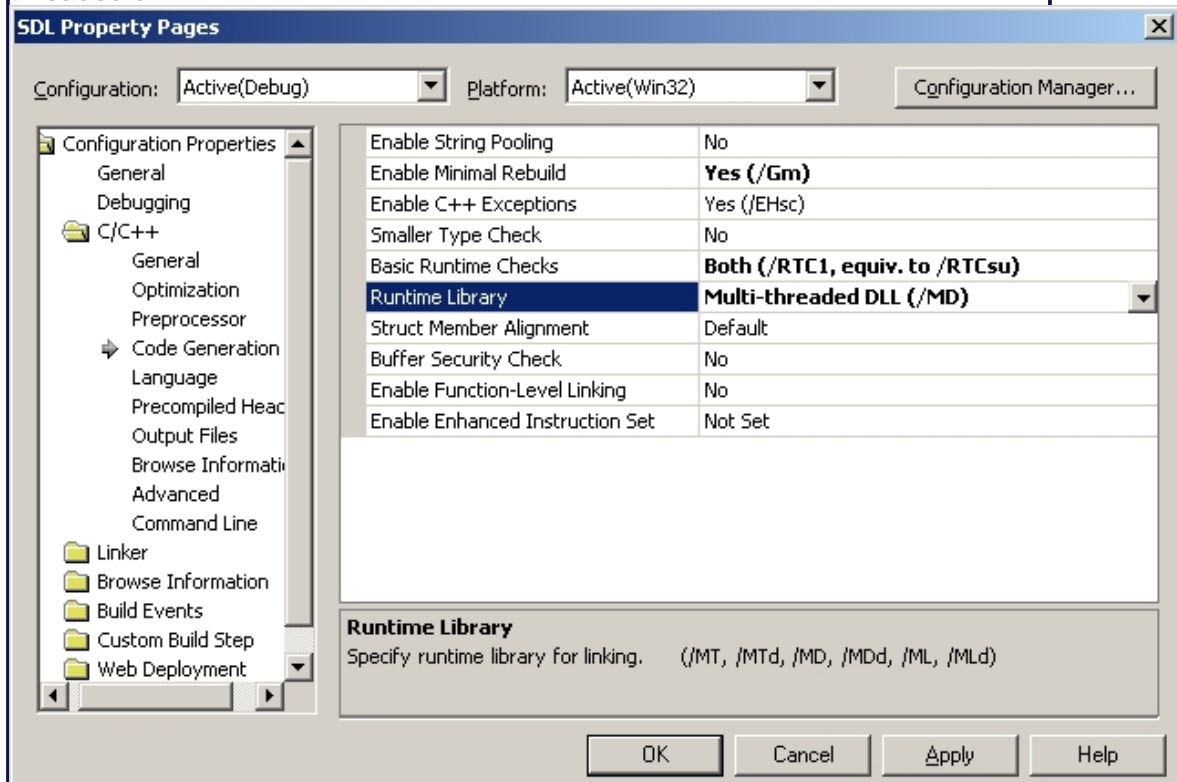 SDL Property Pages
Configuration: Active(Debug) Platform: Active(Win32) Configuration Manager...
Configuration Properties
General
Debugging
C/C++
General
Optimization
Preprocessor
Code Generation
Language
Precompiled Heac
Output Files
Browse Informati
Advanced
Command Line
Linker
Browse Information
Build Events
Custom Build Step
Web Deployment
Enable String Pooling No
Enable Minimal Rebuild Yes (/Gm)
Enable C++ Exceptions Yes (/EHsc)
Smaller Type Check No
Basic Runtime Checks Both (/RTC1, equiv. to /RTCsu)
Runtime Library Multi-threaded DLL (/MD)
Struct Member Alignment Default
Buffer Security Check No
Enable Function-Level Linking No
Enable Enhanced Instruction Set Not Set
Runtime Library
Specify runtime library for linking. (/MT, /MTd, /MD, /MDd, /ML, /MLd)
OK Cancel Apply Help